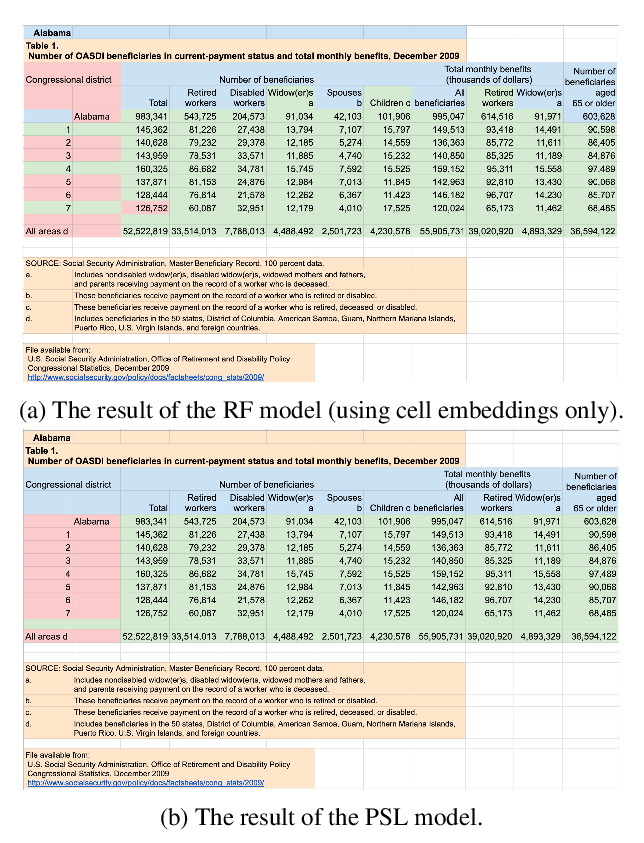 Alabama
Table 1.
Number of OASDI beneficiaries in current-payment status and total monthly benefits, December 2009
Congressional district Number of beneficiaries Total monthly benefits (thousands of dollars) Number of beneficiaries aged 65 or older
Total Retired workers Disabled workers Widow(er)s a Spouses b Children c All beneficiaries Retired workers Widow(er)s a
Alabama 983,341 543,725 204,573 91,034 42,103 101,906 995,047 614,516 91,971 603,628
1 145,362 81,226 27,438 13,794 7,107 15,797 149,513 93,418 14,491 90,598
2 140,628 79,232 29,378 12,185 5,274 14,559 136,363 85,772 11,611 86,405
3 143,959 78,531 33,571 11,885 4,740 15,232 140,850 85,325 11,189 84,876
4 160,325 86,682 34,781 15,745 7,592 15,525 159,152 95,311 15,558 97,489
5 137,871 81,153 24,876 12,984 7,013 11,845 142,963 92,810 13,430 90,068
6 128,444 76,814 21,578 12,262 6,367 11,423 146,182 96,707 14,230 85,707
7 126,752 60,087 32,951 12,179 4,010 17,525 120,024 65,173 11,462 68,485
All areas d 52,522,819 33,514,013 7,788,013 4,488,492 2,501,723 4,230,578 55,905,731 39,020,920 4,893,329 36,594,122
SOURCE: Social Security Administration, Master Beneficiary Record, 100 percent data.
a. Includes nondisabled widow(er)s, disabled widow(er)s, widowed mothers and fathers,
and parents receiving payment on the record of a worker who is deceased.
b. These beneficiaries receive payment on the record of a worker who is retired or disabled.
c. These beneficiaries receive payment on the record of a worker who is retired, deceased, or disabled.
d. Includes beneficiaries in the 50 states, District of Columbia, American Samoa, Guam, Northern Mariana Islands,
Puerto Rico, U.S. Virgin Islands, and foreign countries.
File available from:
U.S. Social Security Administration, Office of Retirement and Disability Policy
Congressional Statistics, December 2009
http://www.socialsecurity.gov/policy/docs/factsheets/cong_stats/2009/
(a) The result of the RF model (using cell embeddings only).
Alabama
Table 1.
Number of OASDI beneficiaries in current-payment status and total monthly benefits, December 2009
Congressional district Number of beneficiaries Total monthly benefits (thousands of dollars) Number of beneficiaries aged 65 or older
Total Retired workers Disabled workers Widow(er)s a Spouses b Children c All beneficiaries Retired workers Widow(er)s a
Alabama 983,341 543,725 204,573 91,034 42,103 101,906 995,047 614,516 91,971 603,628
1 145,362 81,226 27,438 13,794 7,107 15,797 149,513 93,418 14,491 90,598
2 140,628 79,232 29,378 12,185 5,274 14,559 136,363 85,772 11,611 86,405
3 143,959 78,531 33,571 11,885 4,740 15,232 140,850 85,325 11,189 84,876
4 160,325 86,682 34,781 15,745 7,592 15,525 159,152 95,311 15,558 97,489
5 137,871 81,153 24,876 12,984 7,013 11,845 142,963 92,810 13,430 90,068
6 128,444 76,814 21,578 12,262 6,367 11,423 146,182 96,707 14,230 85,707
7 126,752 60,087 32,951 12,179 4,010 17,525 120,024 65,173 11,462 68,485
All areas d 52,522,819 33,514,013 7,788,013 4,488,492 2,501,723 4,230,578 55,905,731 39,020,920 4,893,329 36,594,122
SOURCE: Social Security Administration, Master Beneficiary Record, 100 percent data.
a. Includes nondisabled widow(er)s, disabled widow(er)s, widowed mothers and fathers,
and parents receiving payment on the record of a worker who is deceased.
b. These beneficiaries receive payment on the record of a worker who is retired or disabled.
c. These beneficiaries receive payment on the record of a worker who is retired, deceased, or disabled.
d. Includes beneficiaries in the 50 states, District of Columbia, American Samoa, Guam, Northern Mariana Islands,
Puerto Rico, U.S. Virgin Islands, and foreign countries.
File available from:
U.S. Social Security Administration, Office of Retirement and Disability Policy
Congressional Statistics, December 2009
http://www.socialsecurity.gov/policy/docs/factsheets/cong_stats/2009/
(b) The result of the PSL model.